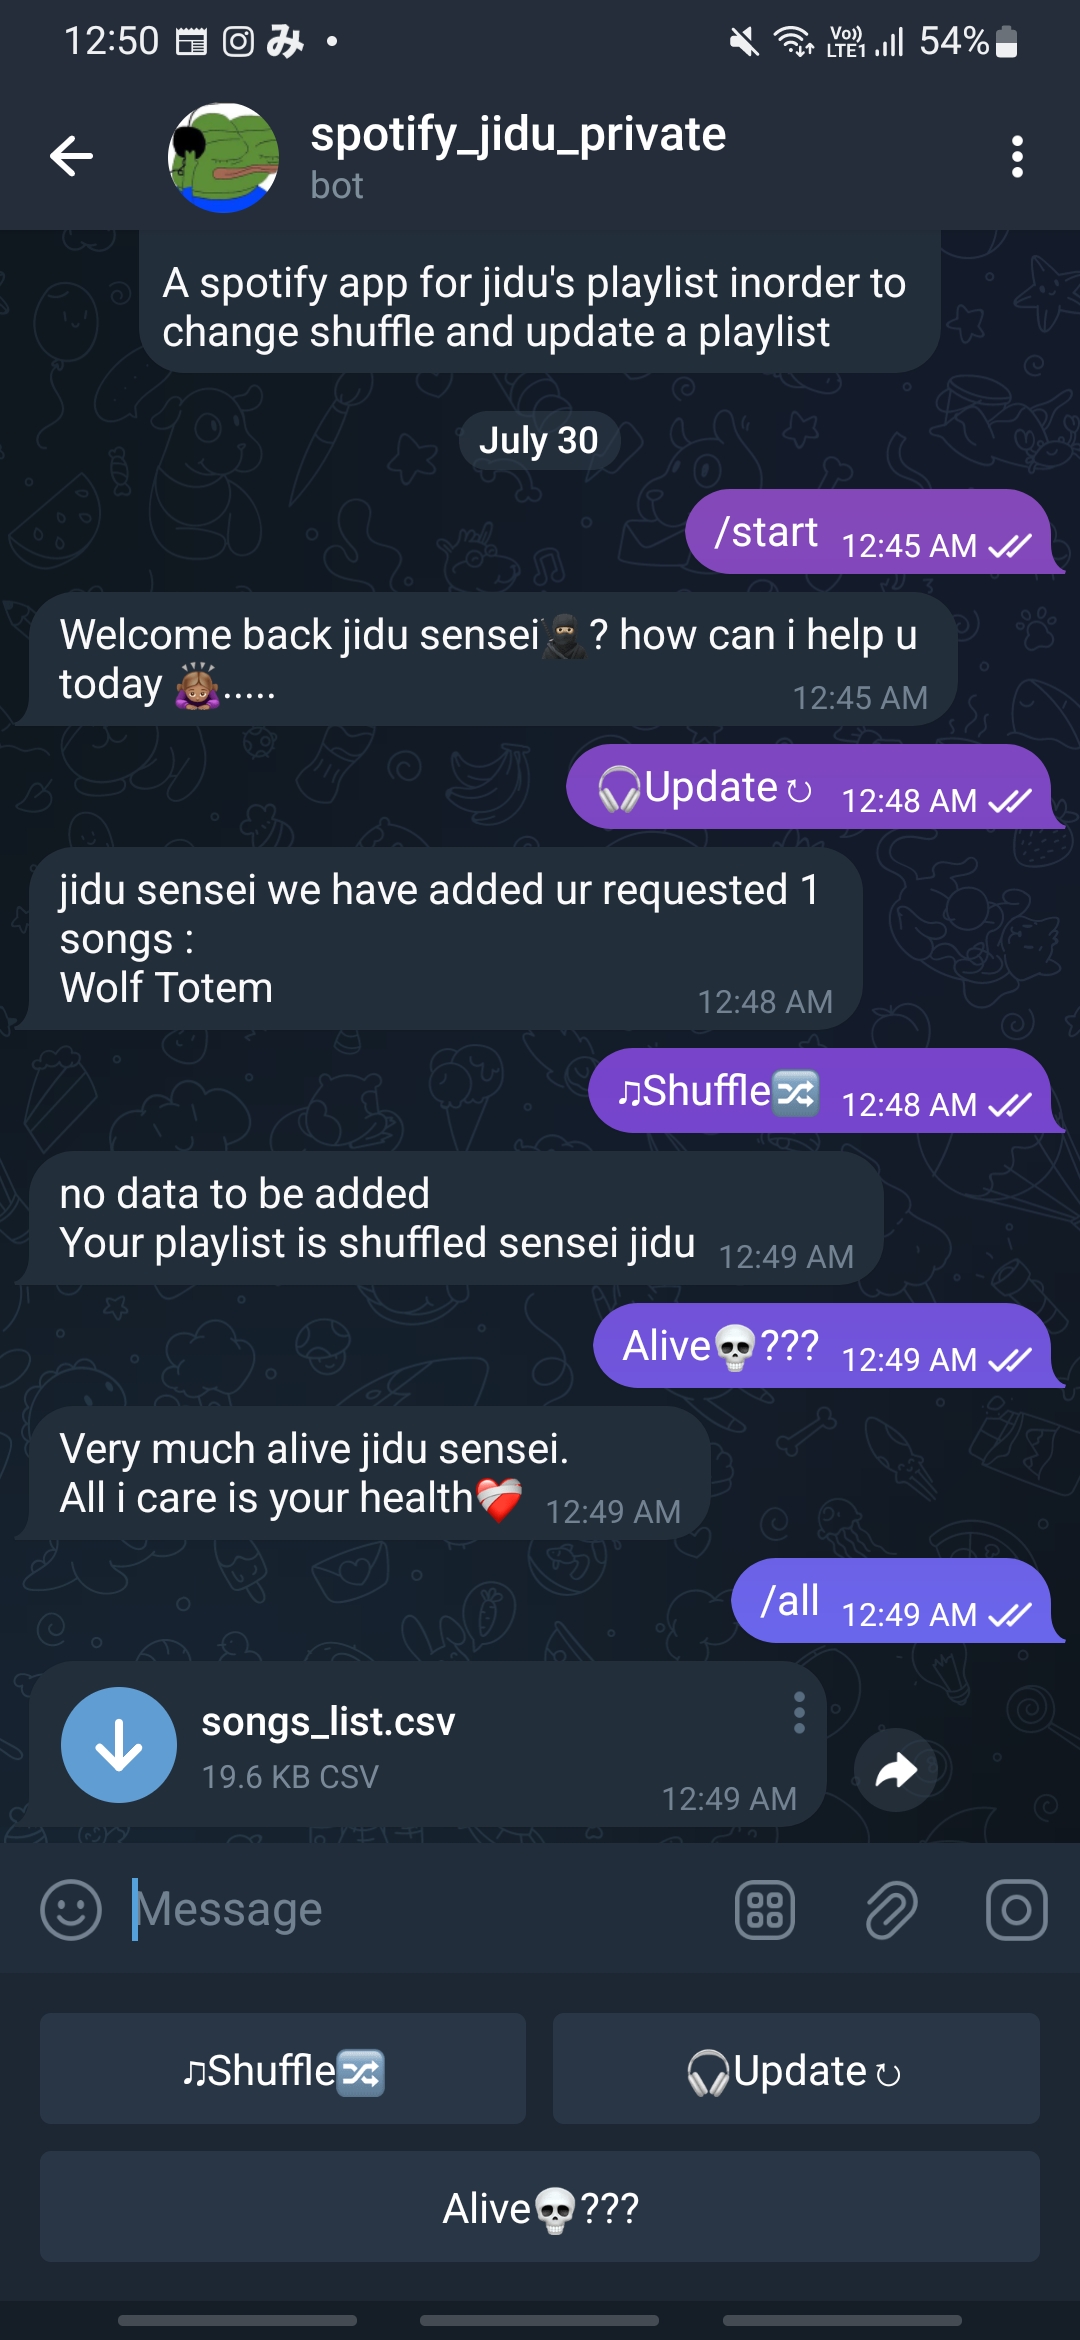 12:50 み Vo)) LTE1 54%
spotify_jidu_private
bot
A spotify app for jidu's playlist inorder to
change shuffle and update a playlist
July 30
/start 12:45 AM
Welcome back jidu sensei🥷🏿? how can i help u
today 🙇🏽‍♀️..... 12:45 AM
🎧Update↻ 12:48 AM
jidu sensei we have added ur requested 1
songs :
Wolf Totem 12:48 AM
♫Shuffle🔀 12:48 AM
no data to be added
Your playlist is shuffled sensei jidu 12:49 AM
Alive💀??? 12:49 AM
Very much alive jidu sensei.
All i care is your health❤️‍🩹 12:49 AM
/all 12:49 AM
songs_list.csv
19.6 KB CSV
12:49 AM
Message
♫Shuffle🔀 🎧Update↻
Alive💀???